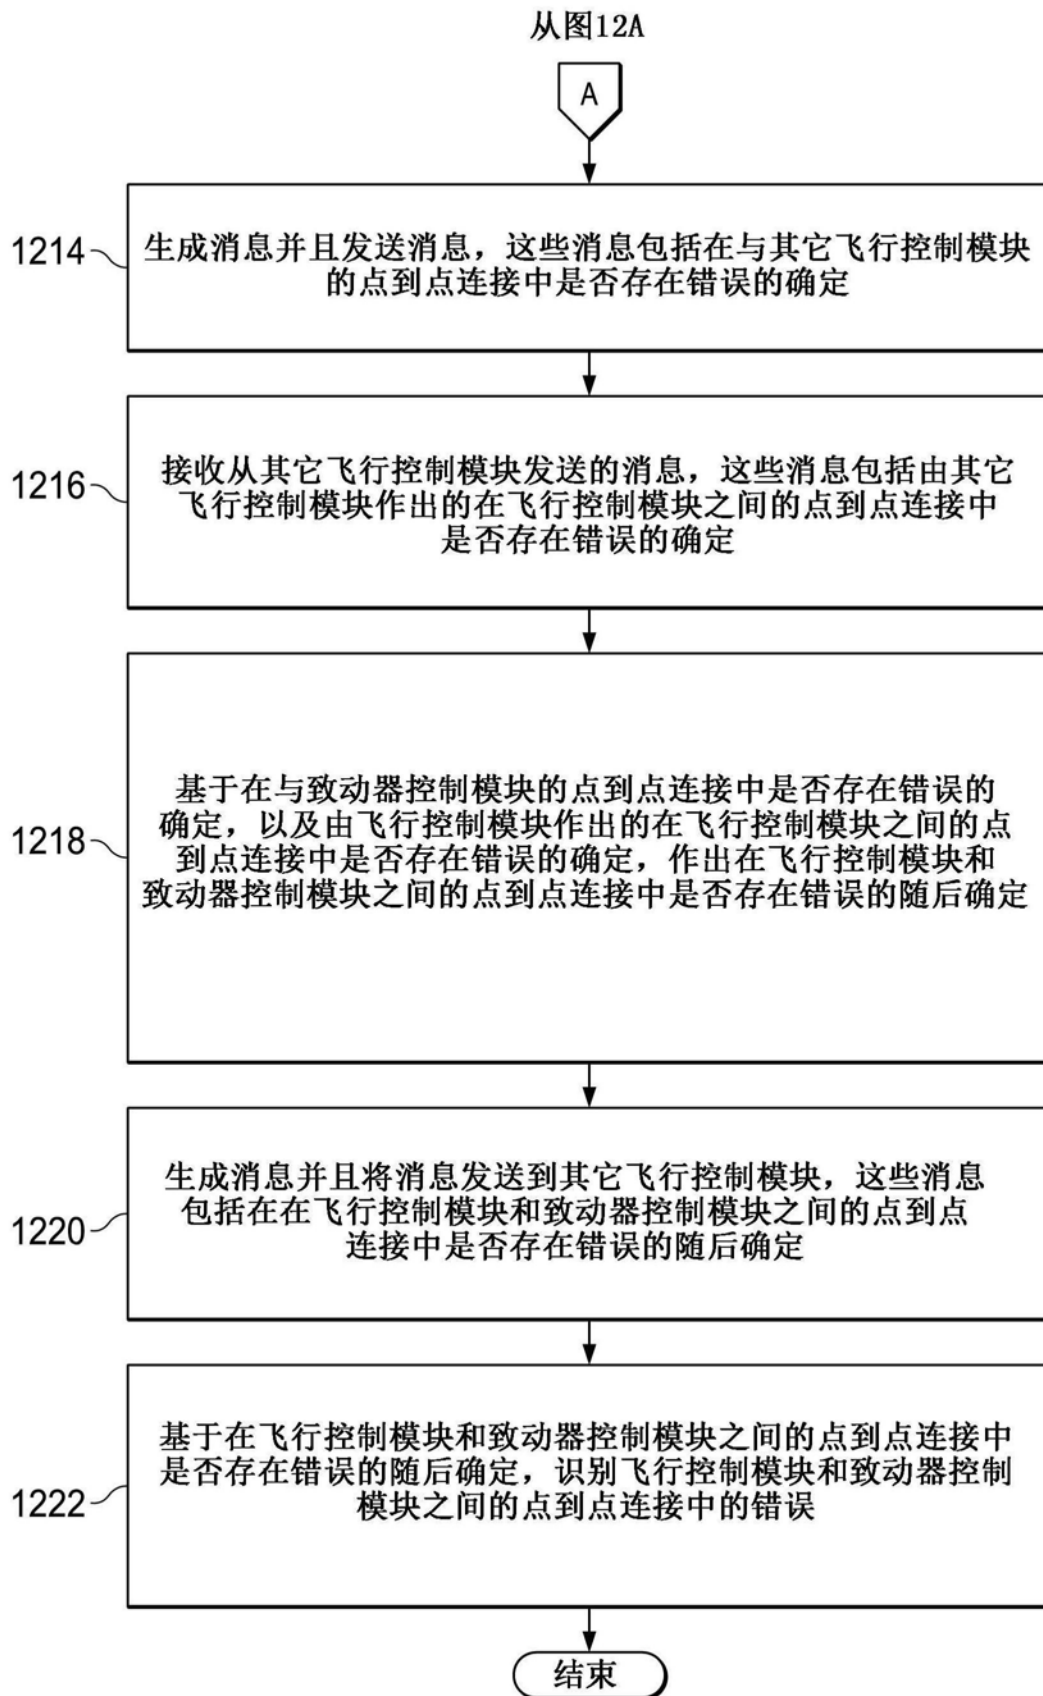 从图12A
A
1214
生成消息并且发送消息，这些消息包括在与其它飞行控制模块
的点到点连接中是否存在错误的确定
1216
接收从其它飞行控制模块发送的消息，这些消息包括由其它
飞行控制模块作出的在飞行控制模块之间的点到点连接中
是否存在错误的确定
1218
基于在与致动器控制模块的点到点连接中是否存在错误的
确定，以及由飞行控制模块作出的在飞行控制模块之间的点
到点连接中是否存在错误的确定，作出在飞行控制模块和
致动器控制模块之间的点到点连接中是否存在错误的随后确定
1220
生成消息并且将消息发送到其它飞行控制模块，这些消息
包括在在飞行控制模块和致动器控制模块之间的点到点
连接中是否存在错误的随后确定
1222
基于在飞行控制模块和致动器控制模块之间的点到点连接中
是否存在错误的随后确定，识别飞行控制模块和致动器控制
模块之间的点到点连接中的错误
结束